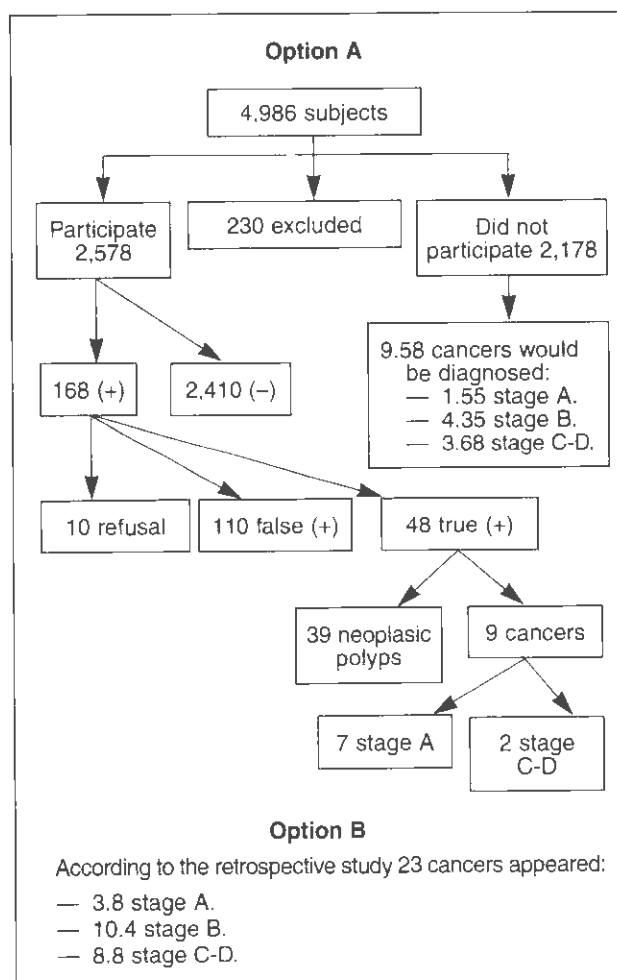 Option A
4,986 subjects
Participate
2,578
230 excluded
Did not
participate 2,178
168 (+)
2,410 (−)
9.58 cancers would
be diagnosed:
— 1.55 stage A.
— 4.35 stage B.
— 3.68 stage C-D.
10 refusal
110 false (+)
48 true (+)
39 neoplasic
polyps
9 cancers
7 stage A
2 stage
C-D
Option B
According to the retrospective study 23 cancers appeared:
— 3.8 stage A.
— 10.4 stage B.
— 8.8 stage C-D.